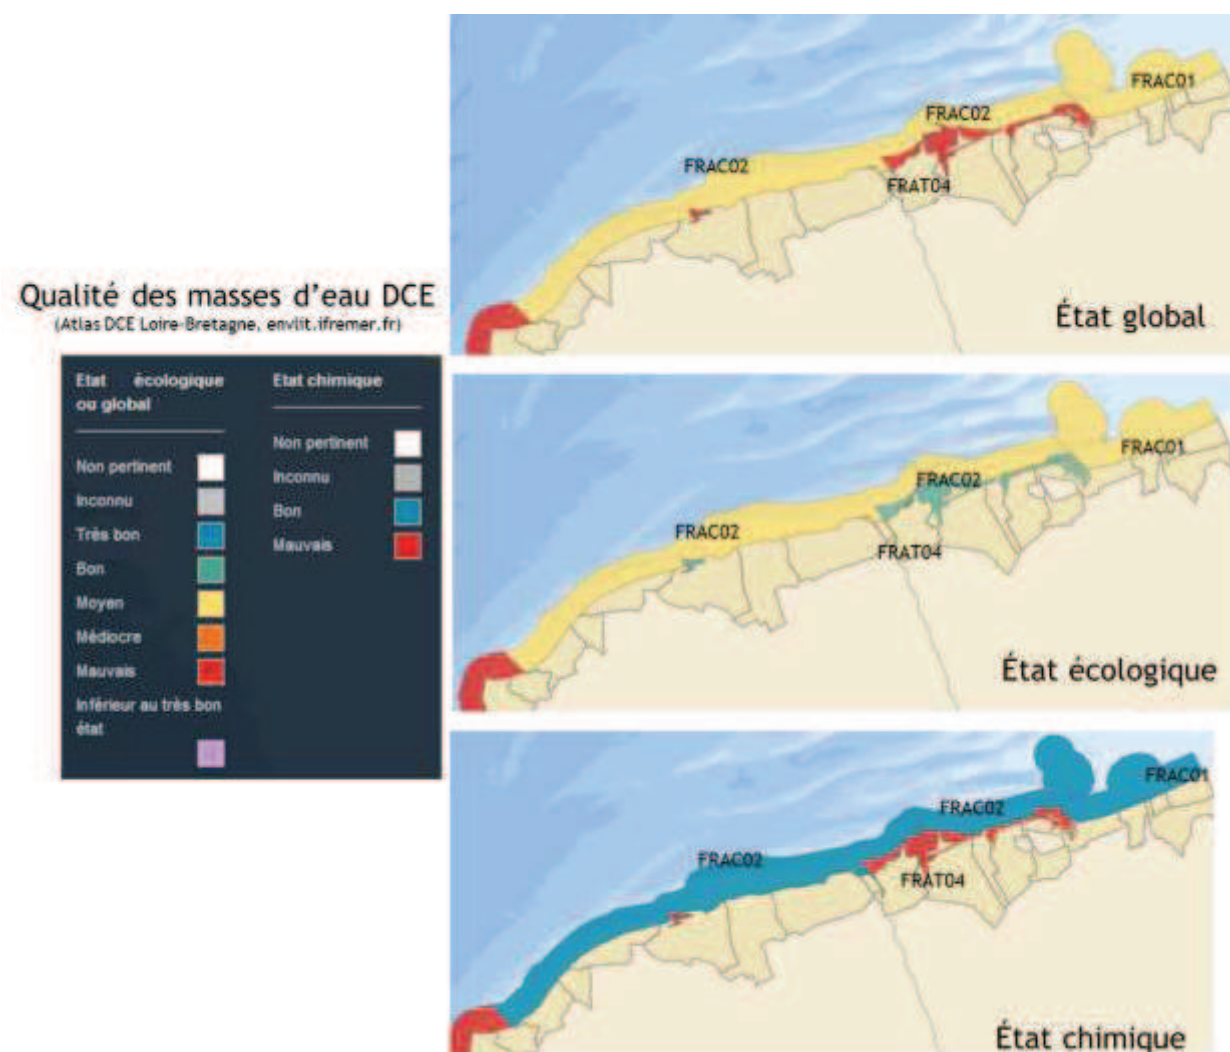 FRAC01
FRAC02
FRAC02
FRAT04
État global
Qualité des masses d'eau DCE
(Atlas DCE Loire-Bretagne, envlit.ifremer.fr)
Etat écologique
ou global
Non pertinent
Inconnu
Très bon
Bon
Moyen
Médiocre
Mauvais
Inférieur au très bon
état
Etat chimique
Non pertinent
Inconnu
Bon
Mauvais
FRAC01
FRAC02
FRAC02
FRAT04
État écologique
FRAC01
FRAC02
FRAC02
FRAT04
État chimique